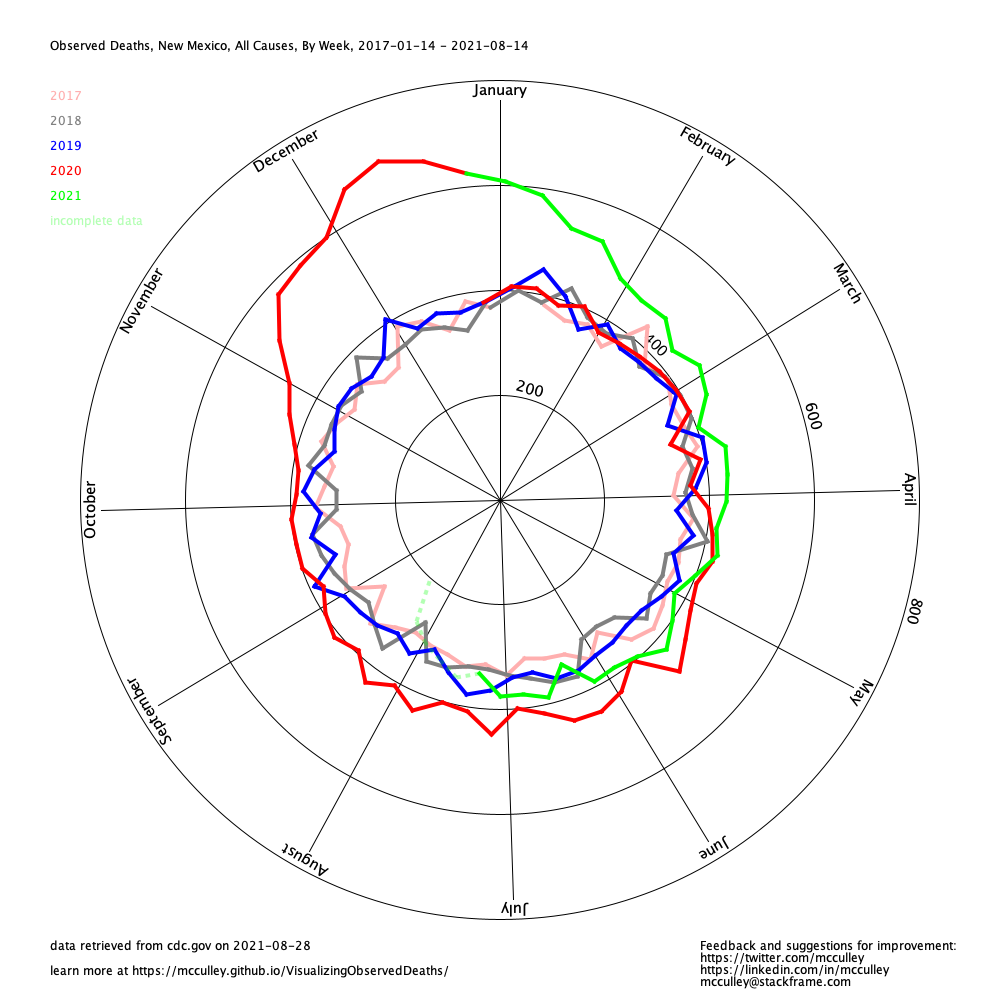 Observed Deaths, New Mexico, All Causes, By Week, 2017-01-14 - 2021-08-14
2017
2018
2019
2020
2021
incomplete data
January
February
March
April
May
June
July
August
September
October
November
December
200
400
600
800
data retrieved from cdc.gov on 2021-08-28
learn more at https://mcculley.github.io/VisualizingObservedDeaths/
Feedback and suggestions for improvement:
https://twitter.com/mcculley
https://linkedin.com/in/mcculley
mcculley@stackframe.com